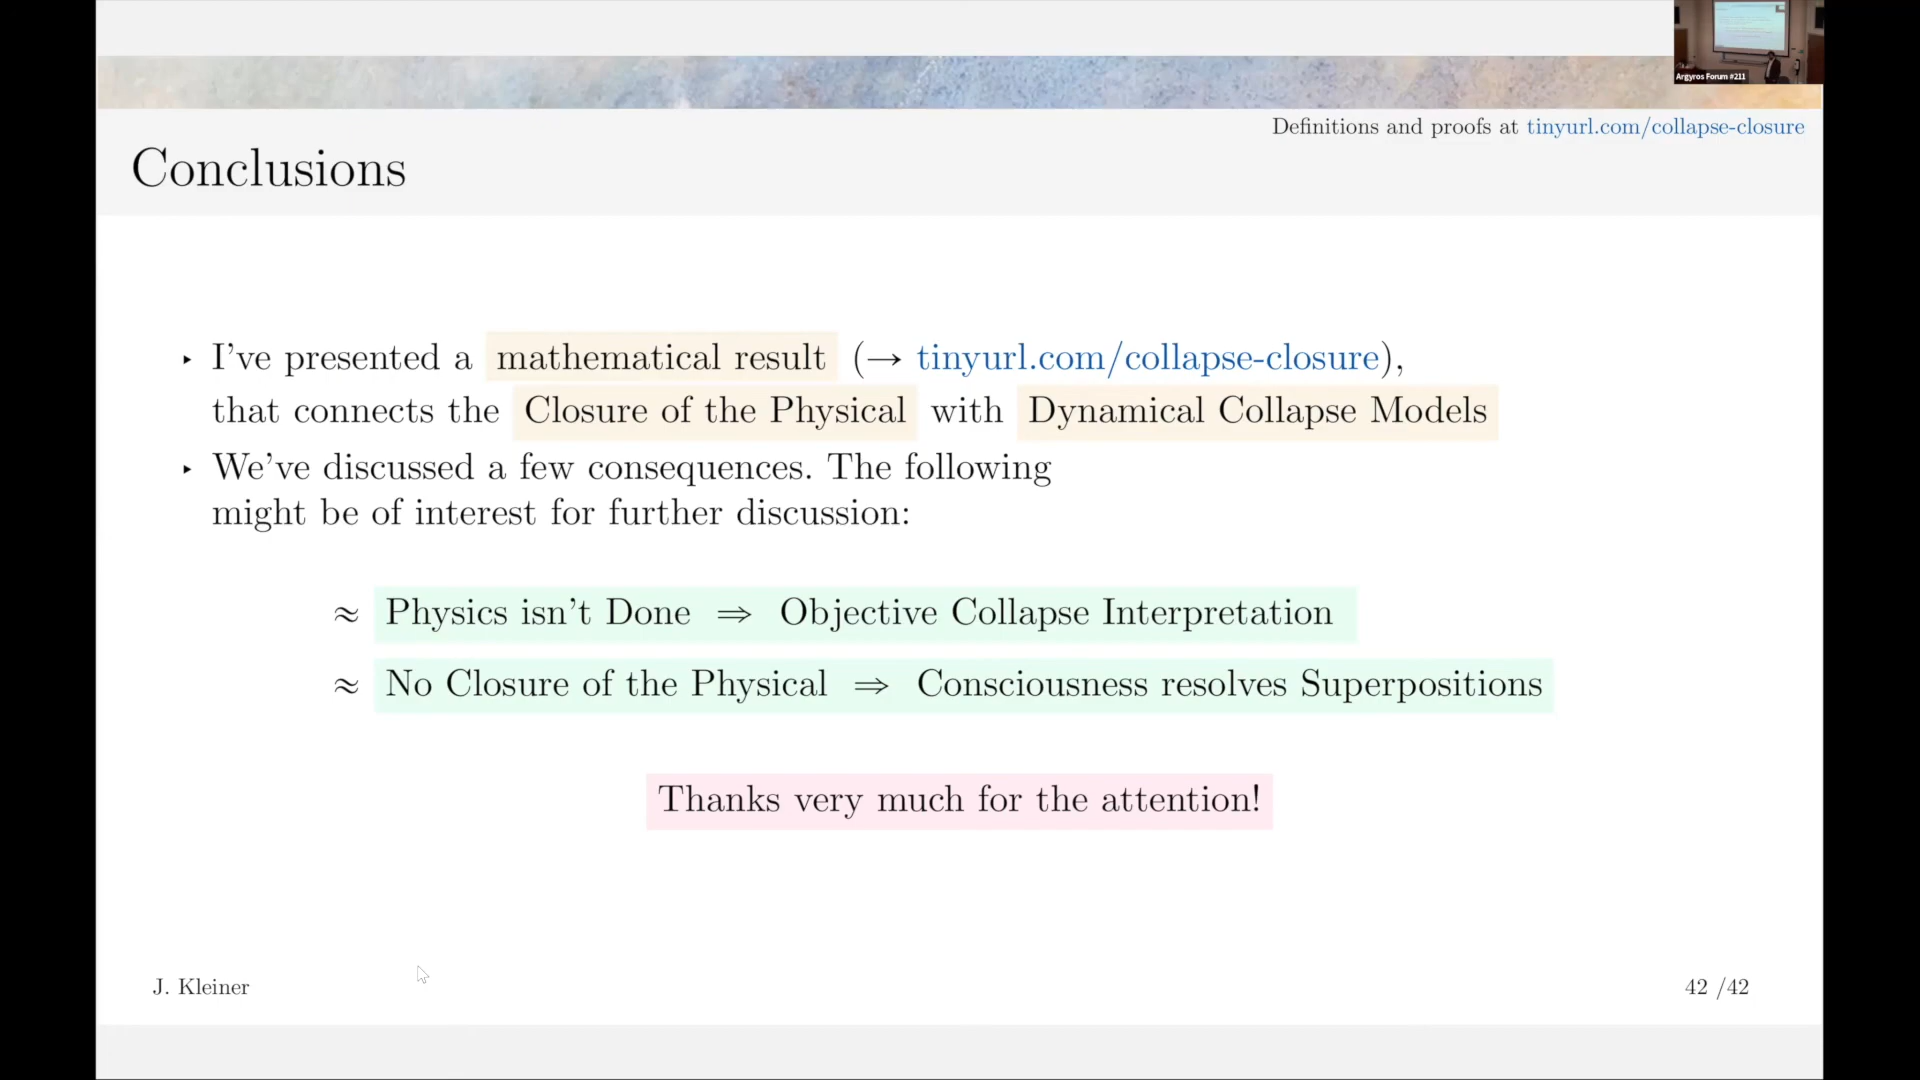 Argyros Forum #211
Definitions and proofs at tinyurl.com/collapse-closure
Conclusions
‣ I've presented a mathematical result (→ tinyurl.com/collapse-closure),
that connects the Closure of the Physical with Dynamical Collapse Models
‣ We've discussed a few consequences. The following
might be of interest for further discussion:
≈ Physics isn't Done ⇒ Objective Collapse Interpretation
≈ No Closure of the Physical ⇒ Consciousness resolves Superpositions
Thanks very much for the attention!
J. Kleiner
42 /42